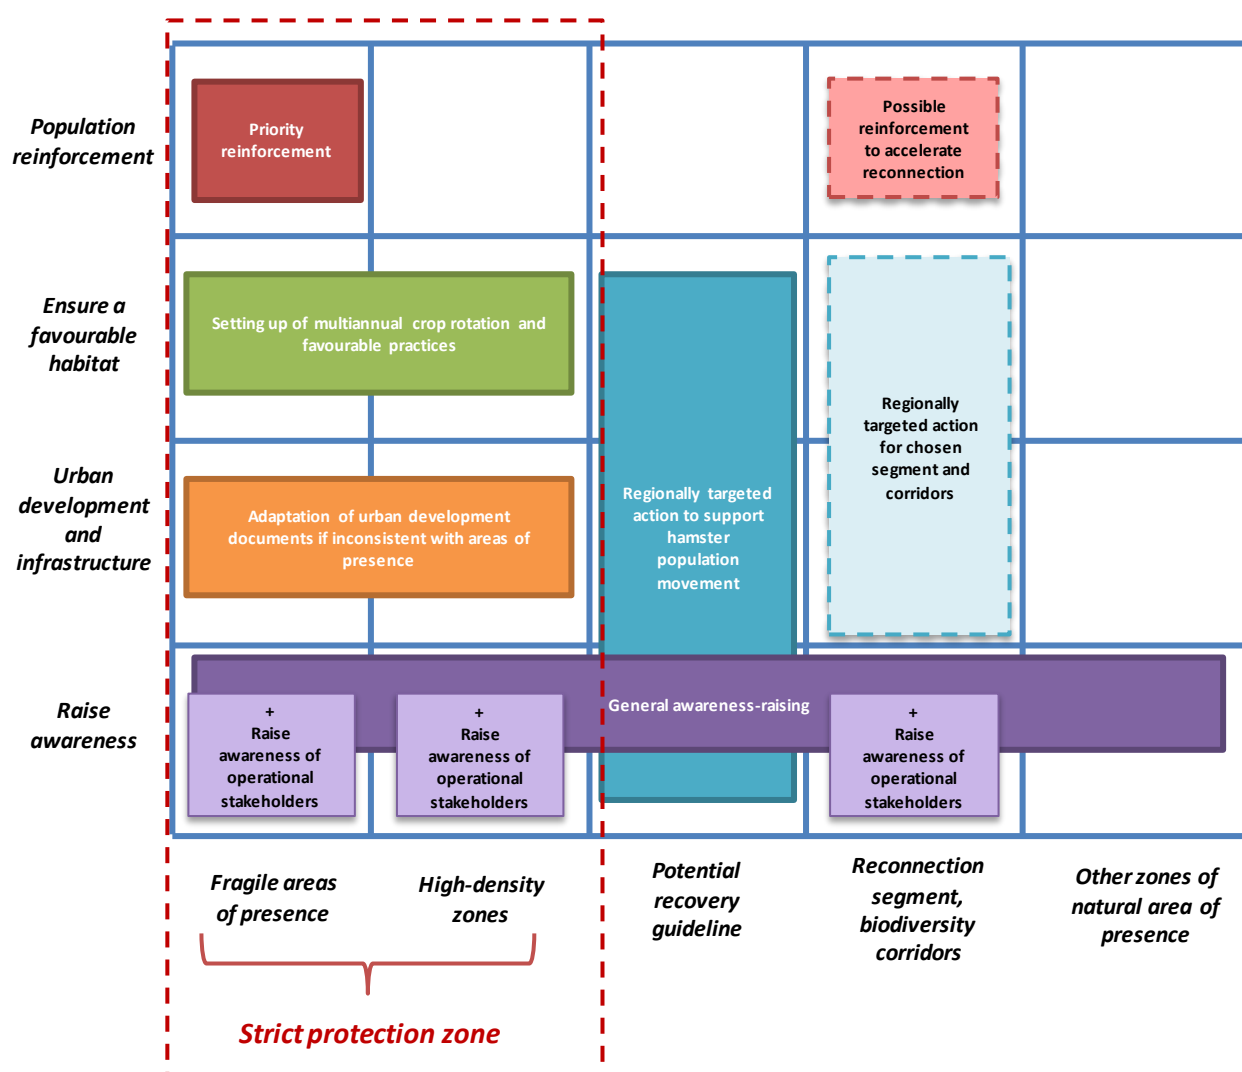 Population
reinforcement
Priority
reinforcement
Possible
reinforcement
to accelerate
reconnection
Ensure a
favourable
habitat
Setting up of multiannual crop rotation and
favourable practices
Urban
development
and
infrastructure
Adaptation of urban development
documents if inconsistent with areas of
presence
Regionally targeted
action to support
hamster
population
movement
Regionally
targeted action
for chosen
segment and
corridors
Raise
awareness
General awareness-raising
+
Raise
awareness of
operational
stakeholders
+
Raise
awareness of
operational
stakeholders
+
Raise
awareness of
operational
stakeholders
Fragile areas
of presence
High-density
zones
Potential
recovery
guideline
Reconnection
segment,
biodiversity
corridors
Other zones of
natural area of
presence
Strict protection zone